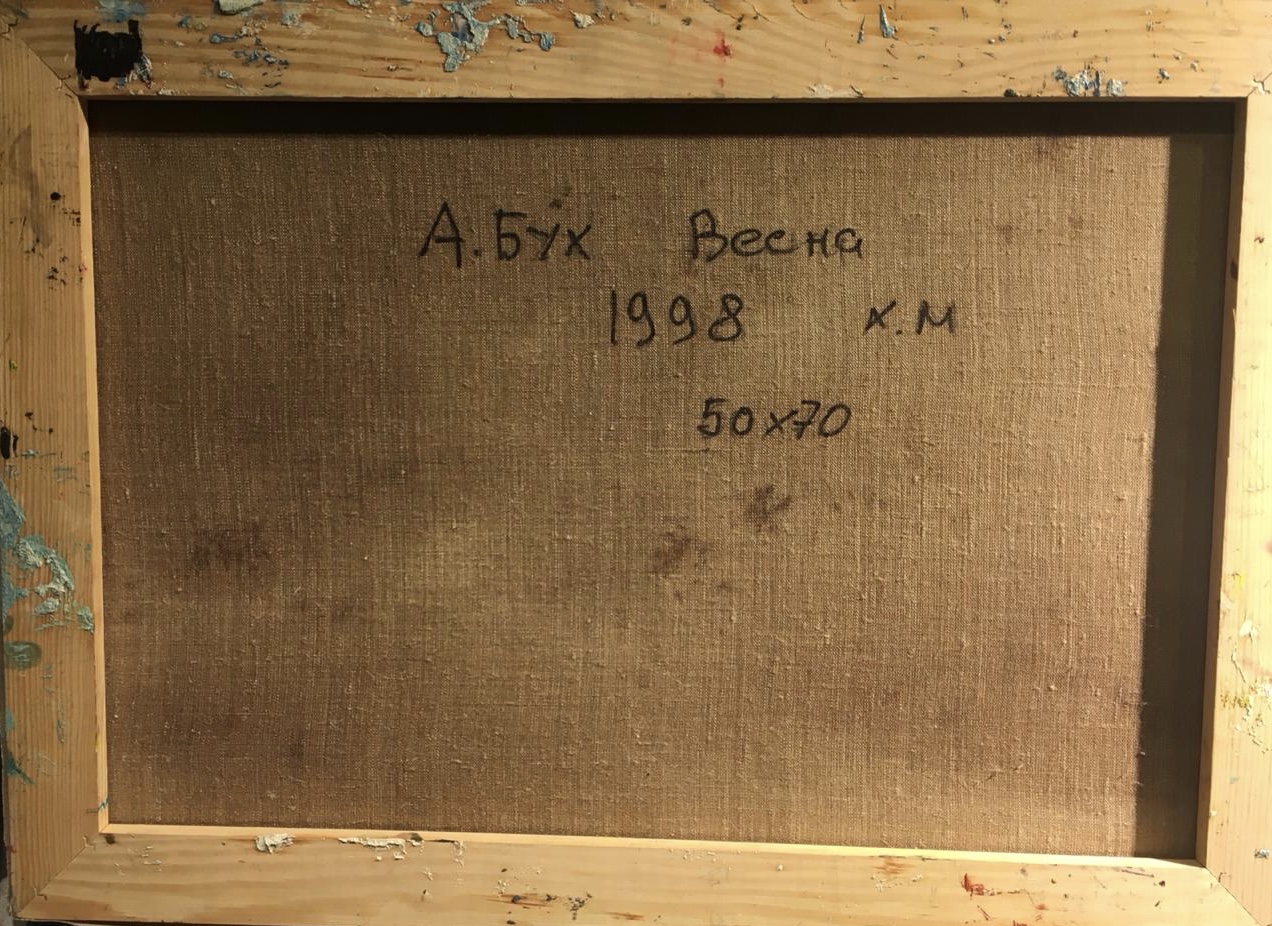 А. Бух Весна
1998 х.м
50х70